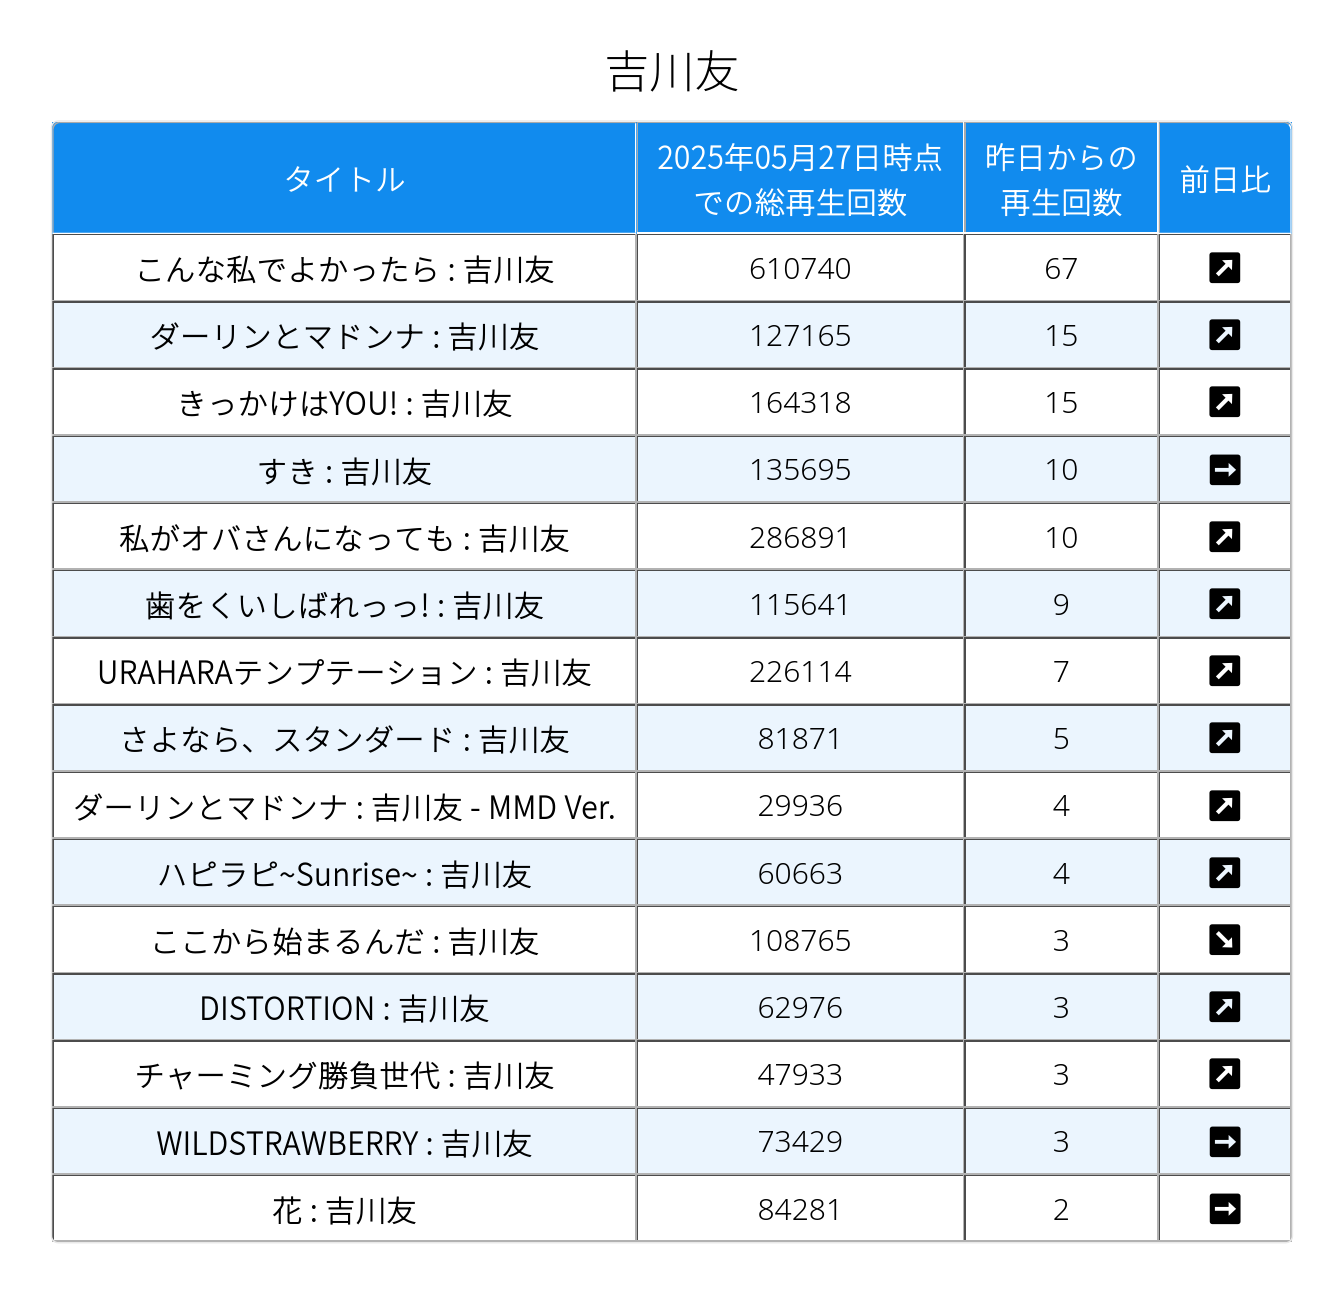 吉川友
タイトル
2025年05月27日時点
での総再生回数
昨日からの
再生回数
前日比
こんな私でよかったら : 吉川友 610740 67
ダーリンとマドンナ : 吉川友 127165 15
きっかけはYOU! : 吉川友 164318 15
すき : 吉川友 135695 10
私がオバさんになっても : 吉川友 286891 10
歯をくいしばれっっ! : 吉川友 115641 9
URAHARAテンプテーション : 吉川友 226114 7
さよなら、スタンダード : 吉川友 81871 5
ダーリンとマドンナ : 吉川友 - MMD Ver. 29936 4
ハピラピ~Sunrise~ : 吉川友 60663 4
ここから始まるんだ : 吉川友 108765 3
DISTORTION : 吉川友 62976 3
チャーミング勝負世代 : 吉川友 47933 3
WILDSTRAWBERRY : 吉川友 73429 3
花 : 吉川友 84281 2